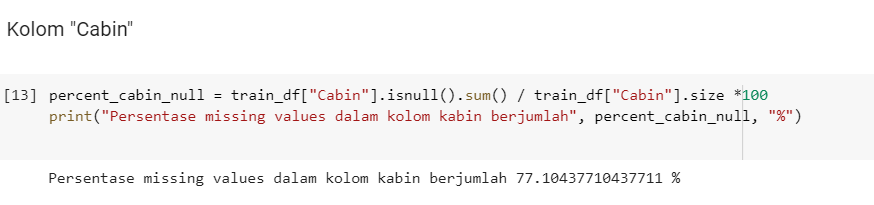 Kolom "Cabin"
[13] percent_cabin_null = train_df["Cabin"].isnull().sum() / train_df["Cabin"].size *100
print("Persentase missing values dalam kolom kabin berjumlah", percent_cabin_null, "%")
Persentase missing values dalam kolom kabin berjumlah 77.10437710437711 %